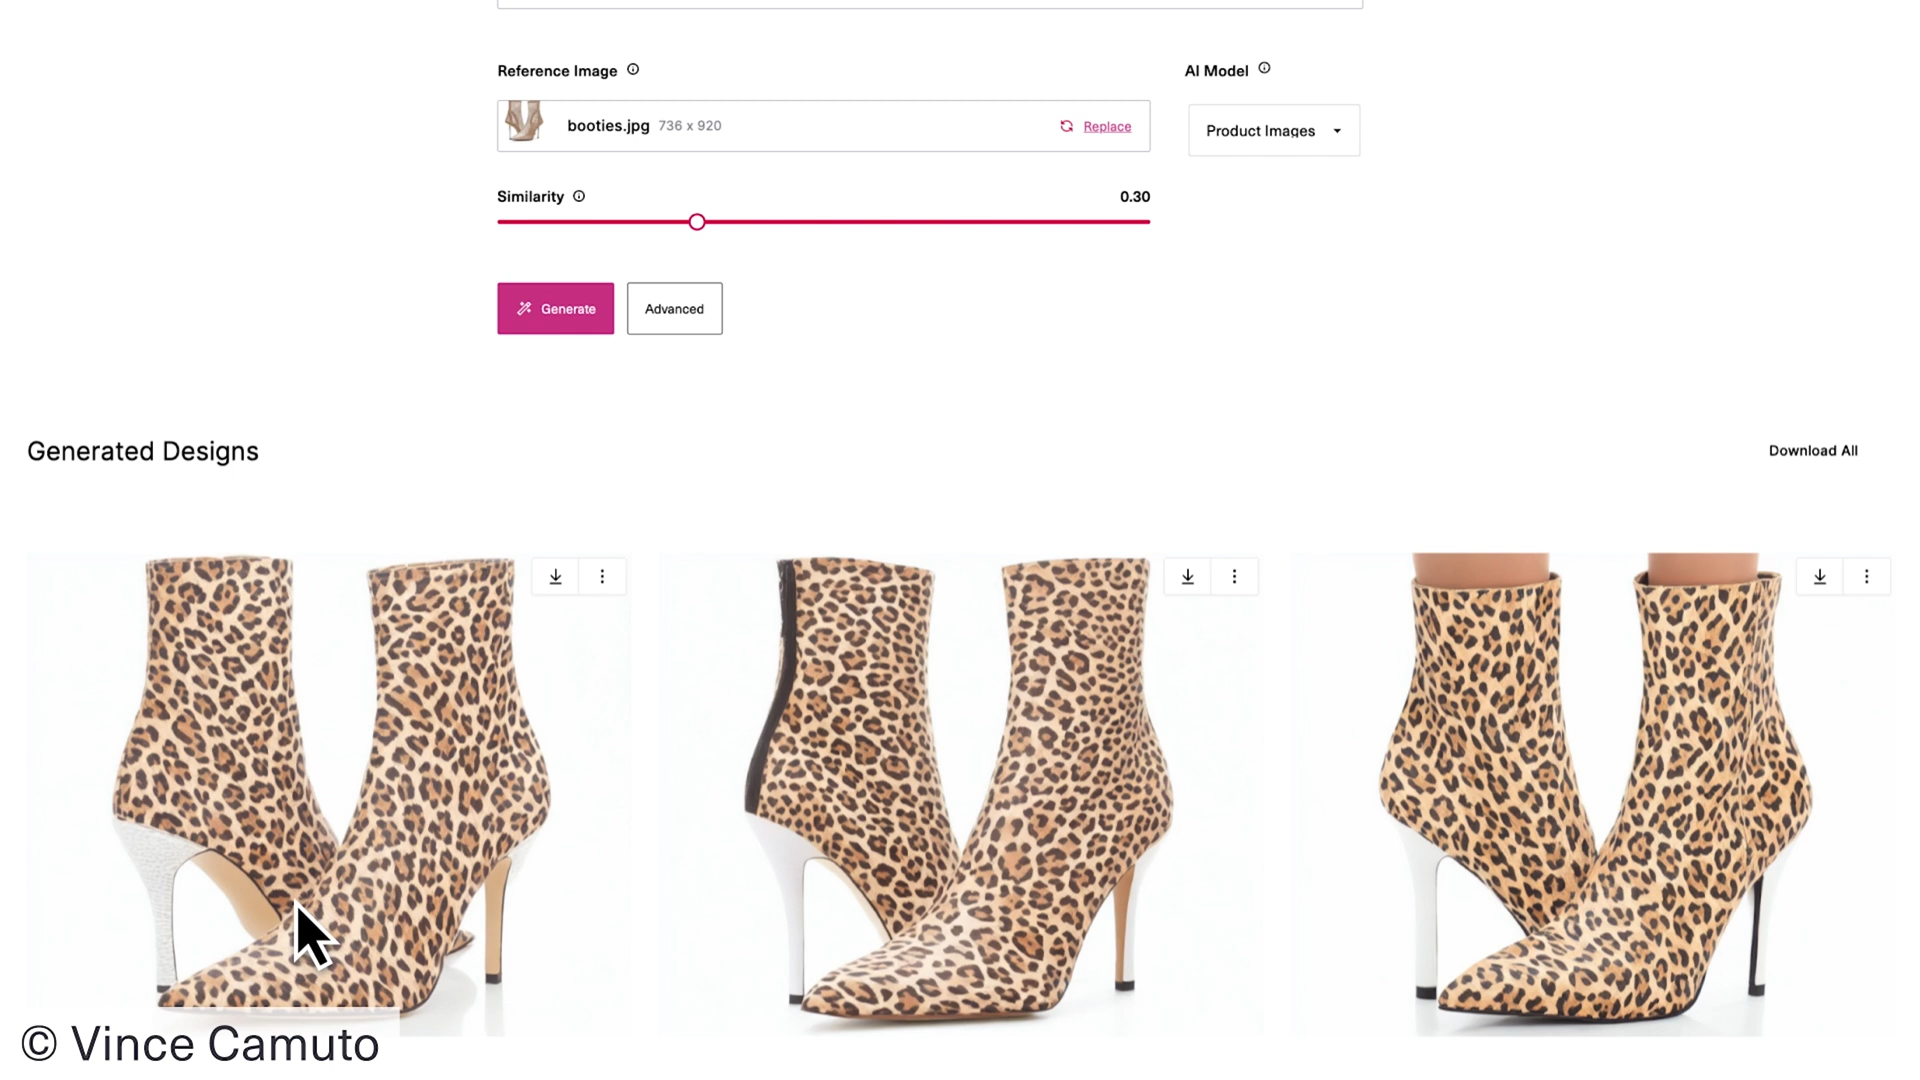 Reference Image
AI Model
booties.jpg 736 x 920
Replace
Product Images
Similarity
0.30
Generate
Advanced
Generated Designs
Download All
© Vince Camuto